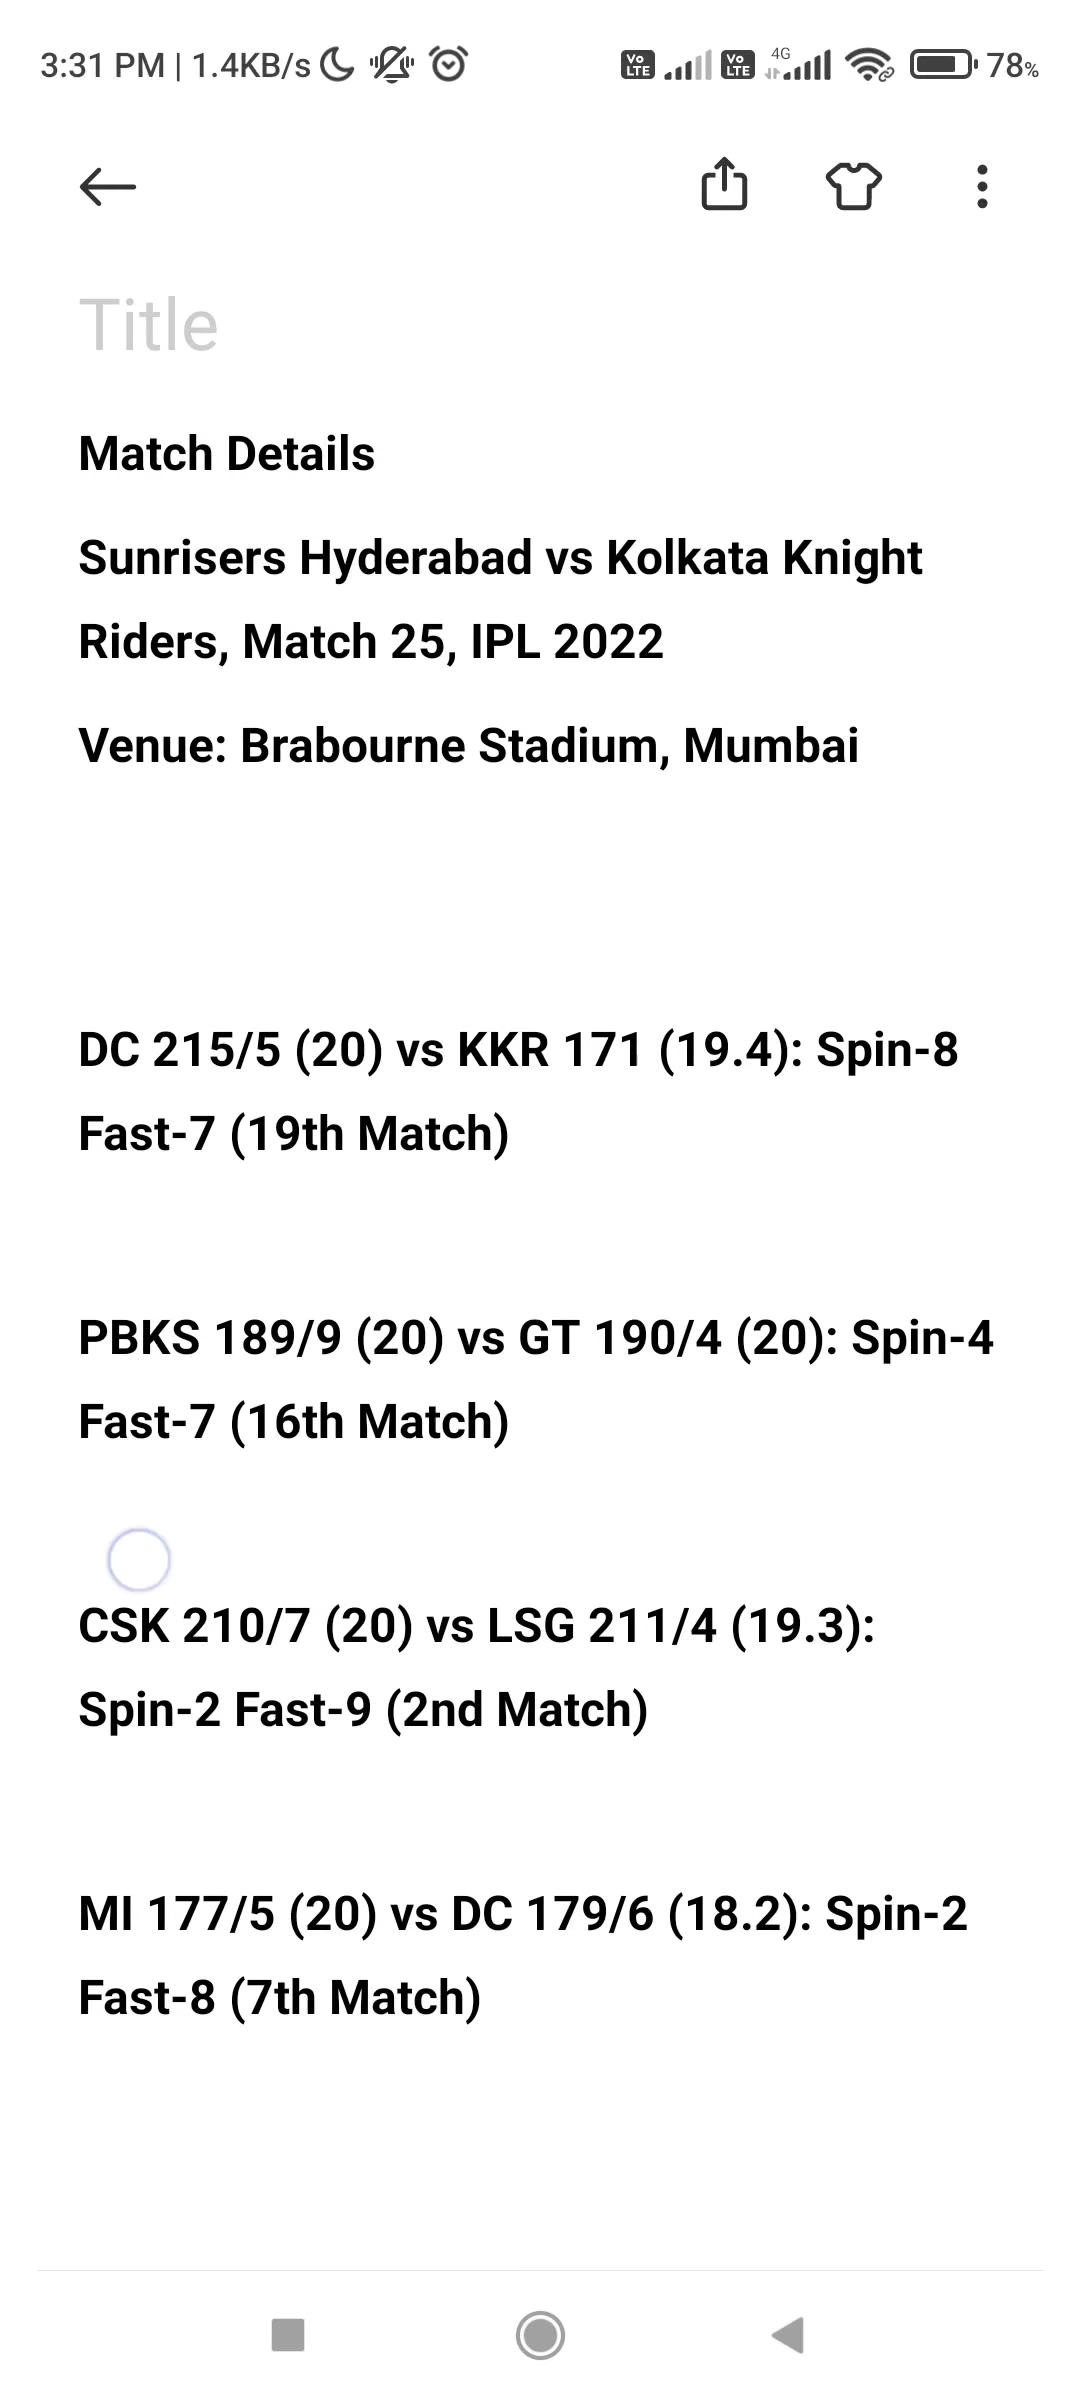 3:31 PM | 1.4KB/s Vo LTE Vo LTE 4G 78%
Title
Match Details
Sunrisers Hyderabad vs Kolkata Knight
Riders, Match 25, IPL 2022
Venue: Brabourne Stadium, Mumbai
DC 215/5 (20) vs KKR 171 (19.4): Spin-8
Fast-7 (19th Match)
PBKS 189/9 (20) vs GT 190/4 (20): Spin-4
Fast-7 (16th Match)
CSK 210/7 (20) vs LSG 211/4 (19.3):
Spin-2 Fast-9 (2nd Match)
MI 177/5 (20) vs DC 179/6 (18.2): Spin-2
Fast-8 (7th Match)